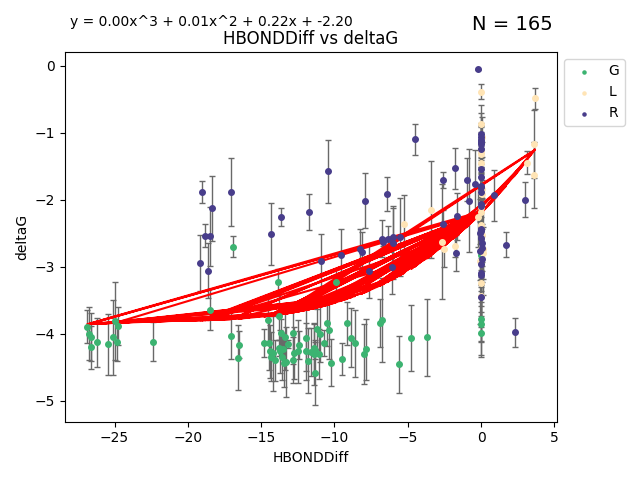 y = 0.00x^3 + 0.01x^2 + 0.22x + -2.20
N = 165
HBONDDiff vs deltaG
G
L
R
deltaG
0
−1
−2
−3
−4
−5
−25
−20
−15
−10
−5
0
5
HBONDDiff